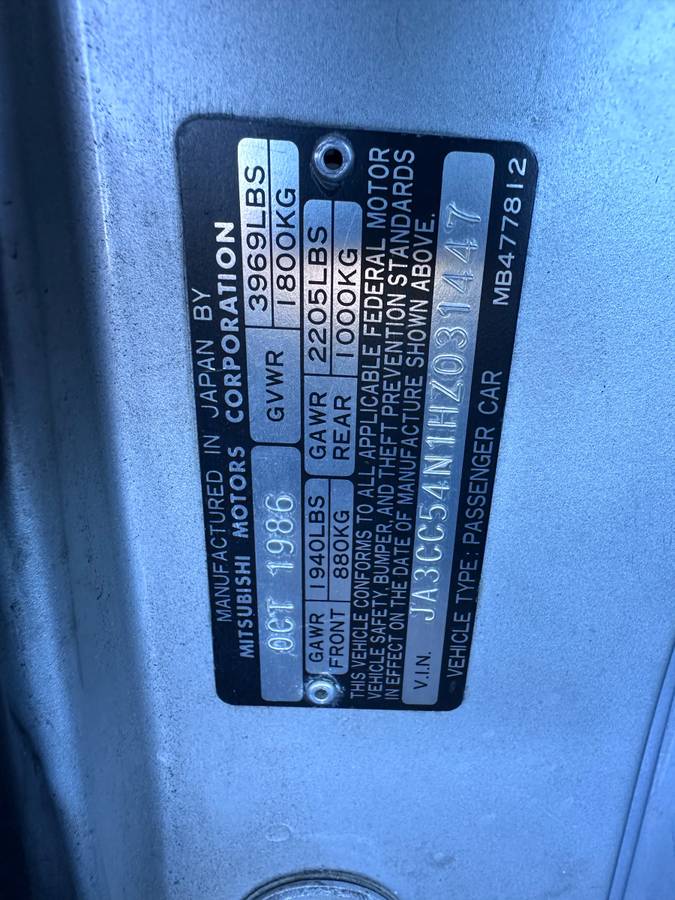 MANUFACTURED IN JAPAN BY
MITSUBISHI MOTORS CORPORATION
OCT 1986
GVWR
3969LBS
1800KG
GAWR
FRONT
1940LBS
880KG
GAWR
REAR
2205LBS
1000KG
THIS VEHICLE CONFORMS TO ALL APPLICABLE FEDERAL MOTOR
VEHICLE SAFETY, BUMPER, AND THEFT PREVENTION STANDARDS
IN EFFECT ON THE DATE OF MANUFACTURE SHOWN ABOVE.
V.I.N. JA3CC54N1HZ031447
VEHICLE TYPE: PASSENGER CAR MB477812